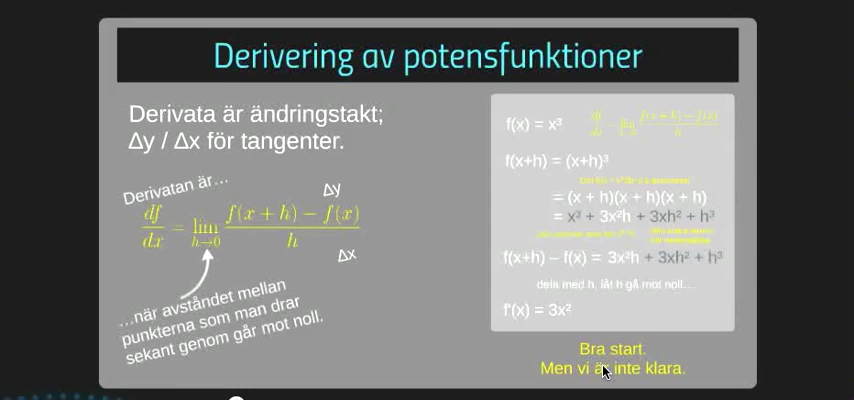 Derivering av potensfunktioner
Derivata är ändringstakt;
Δy / Δx för tangenter.
Derivatan är…
Δy
df/dx = lim h→0 f(x + h) − f(x) / h
Δx
…när avståndet mellan
punkterna som man drar
sekant genom går mot noll.
f(x) = x³
df/dx = lim f(x + h) − f(x) / h
f(x+h) = (x+h)³
= (x + h)(x + h)(x + h)
= x³ + 3x²h + 3xh² + h³
f(x+h) – f(x) = 3x²h + 3xh² + h³
dela med h, låt h gå mot noll…
f'(x) = 3x²
Bra start.
Men vi är inte klara.